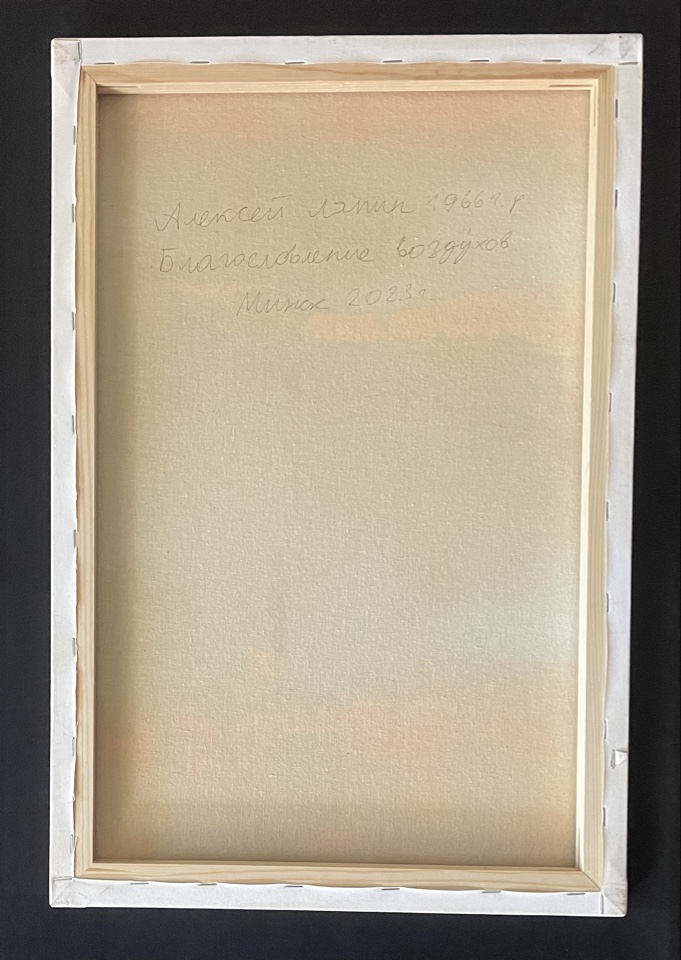 Алексей Ляпин 1966г.р
Благословление воздухов
Минск 2023г